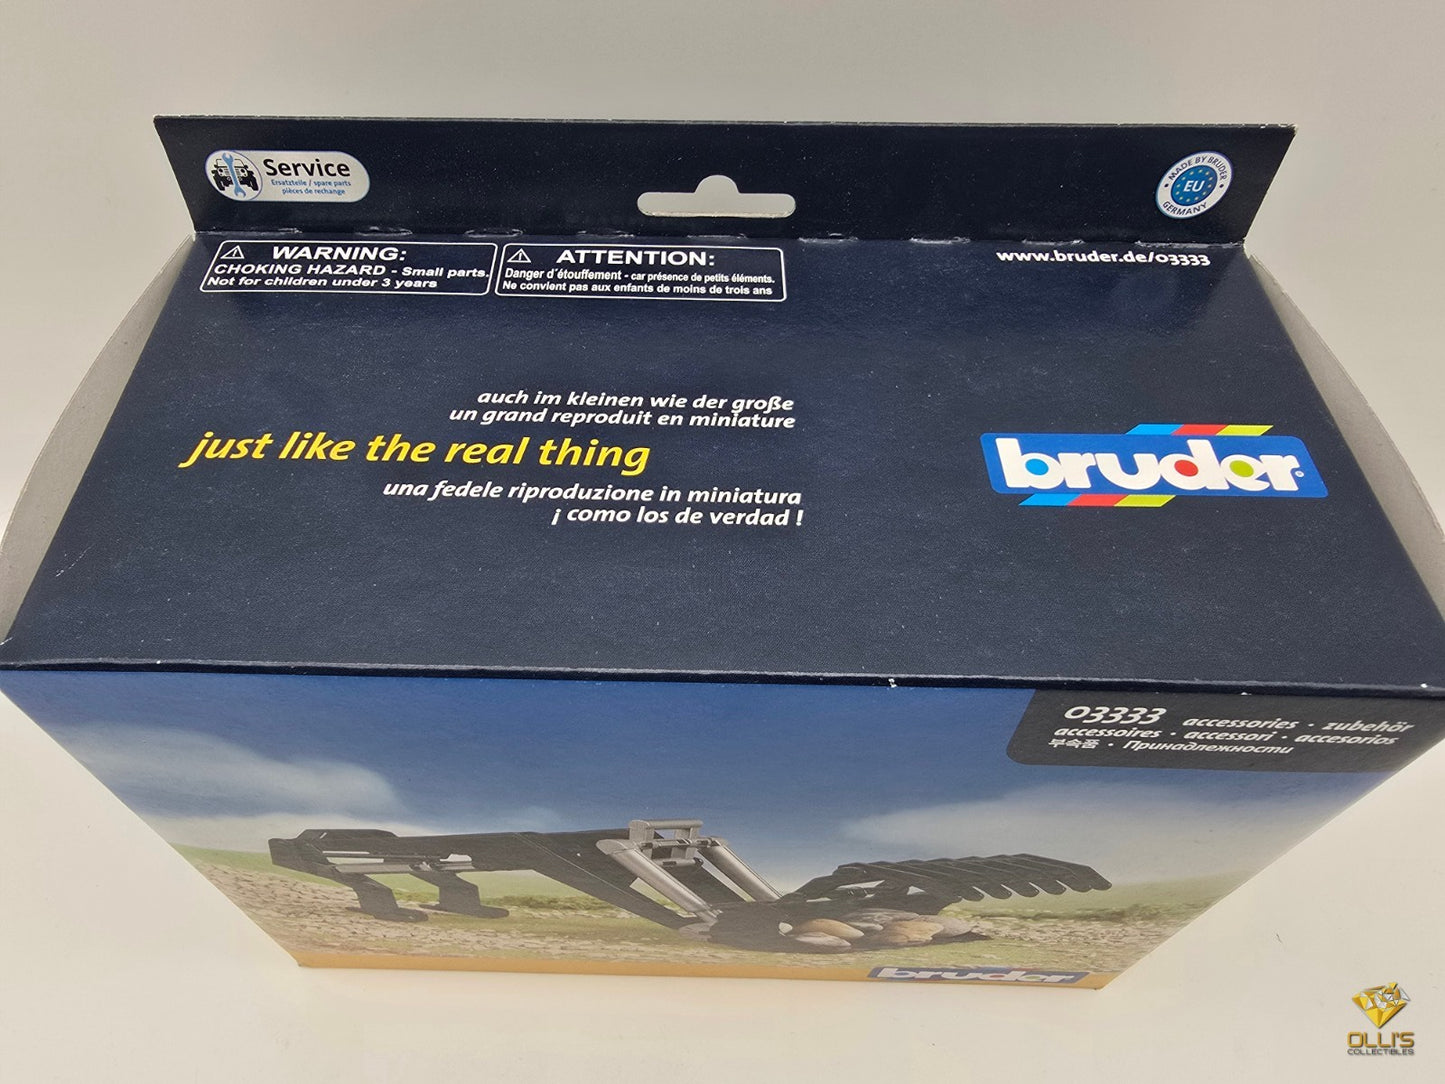 Service
Ersatzteile / spare parts
pièces de rechange
MADE BY BRUDER
EU
GERMANY
WARNING:
CHOKING HAZARD - Small parts.
Not for children under 3 years
ATTENTION:
Danger d´étouffement - car présence de petits éléments.
Ne convient pas aux enfants de moins de trois ans
www.bruder.de/03333
auch im kleinen wie der große
un grand reproduit en miniature
just like the real thing
una fedele riproduzione in miniatura
¡ como los de verdad !
bruder®
03333 accessories · zubehör
accessoires · accessori · accesorios
부속품 · Принадлежности
bruder
OLLI'S
COLLECTIBLES